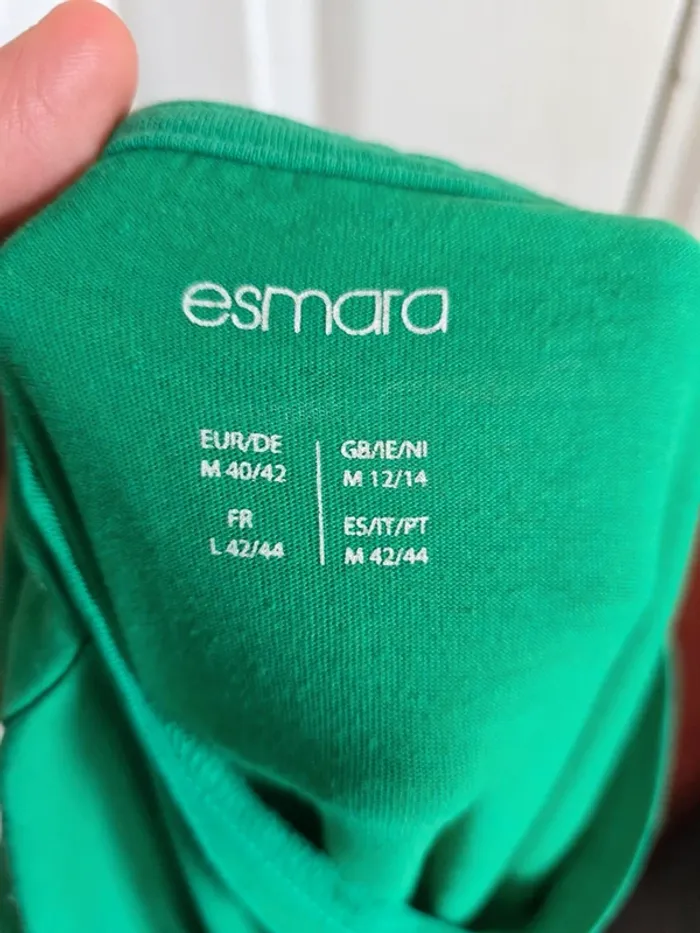 esmara
EUR/DE
M 40/42
FR
L 42/44
GB/IE/NI
M 12/14
ES/IT/PT
M 42/44